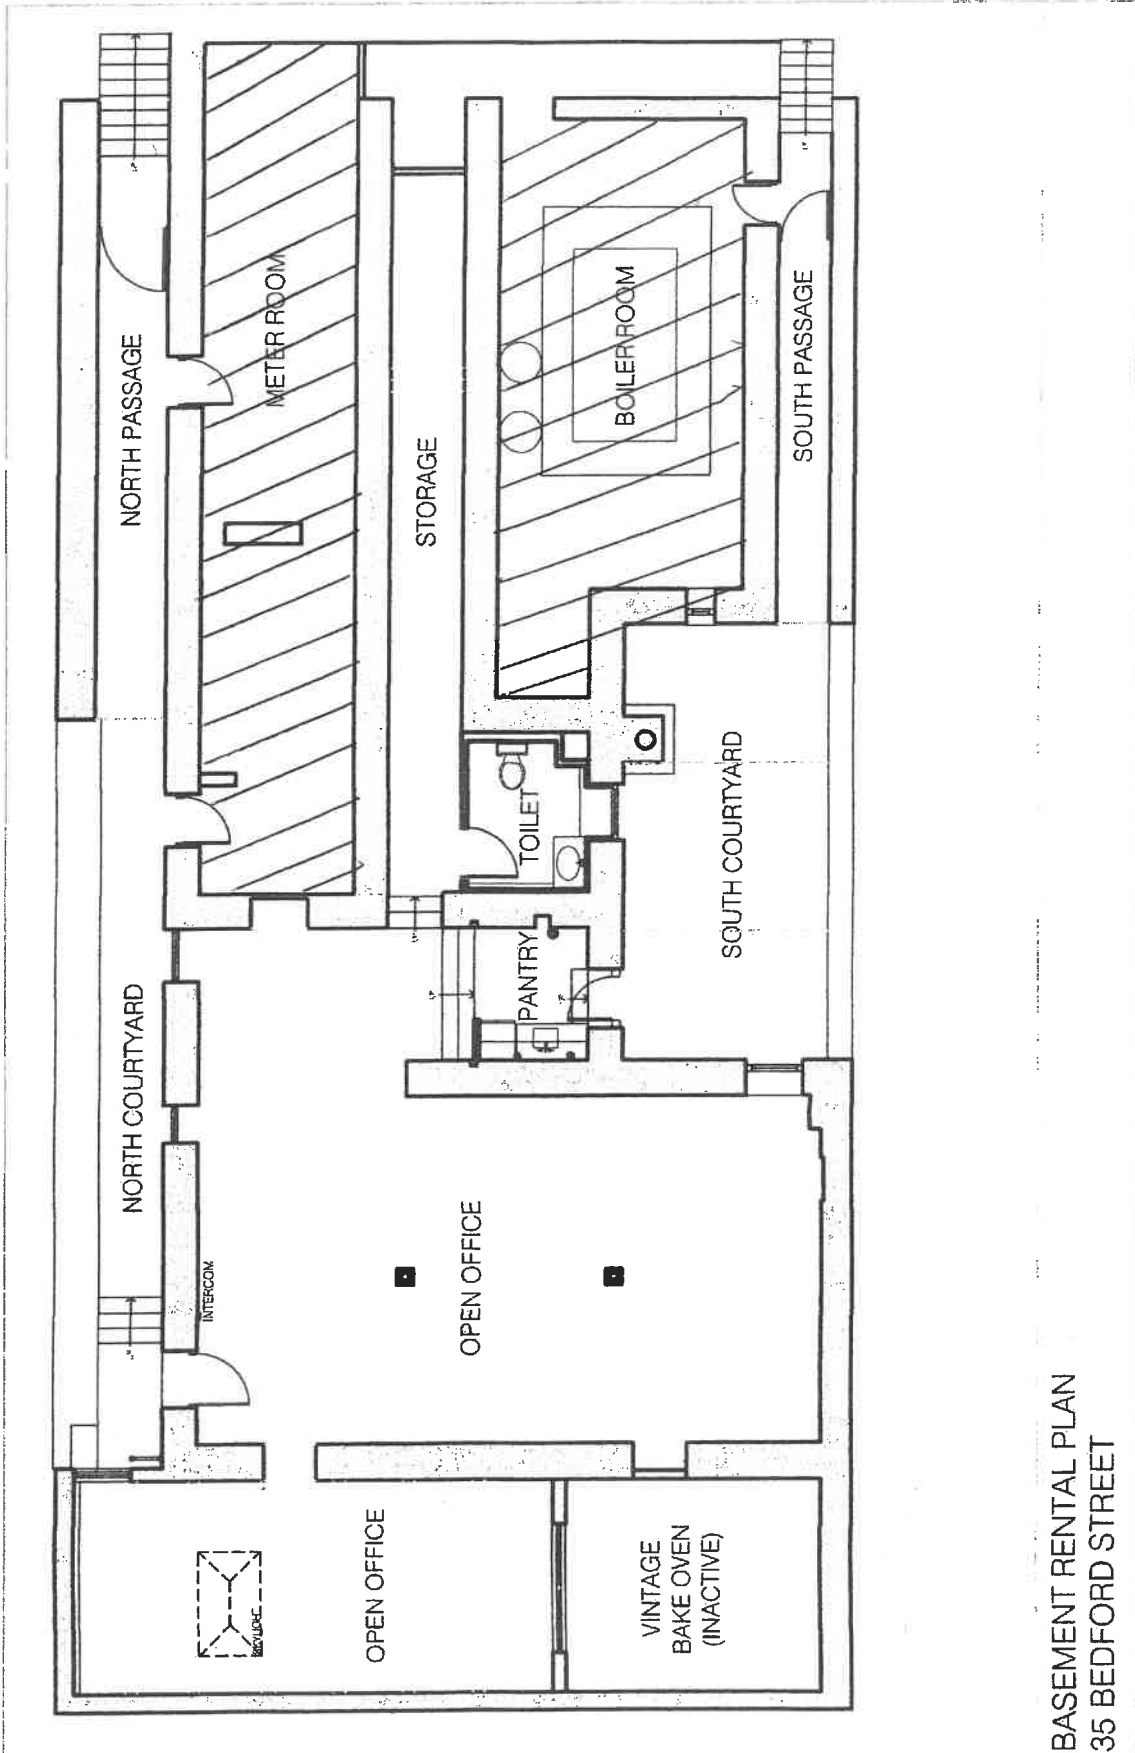 NORTH PASSAGE
METER ROOM
STORAGE
BOILER ROOM
SOUTH PASSAGE
TOILET
SOUTH COURTYARD
PANTRY
NORTH COURTYARD
INTERCOM
OPEN OFFICE
OPEN OFFICE
VINTAGE
BAKE OVEN
(INACTIVE)
BASEMENT RENTAL PLAN
35 BEDFORD STREET